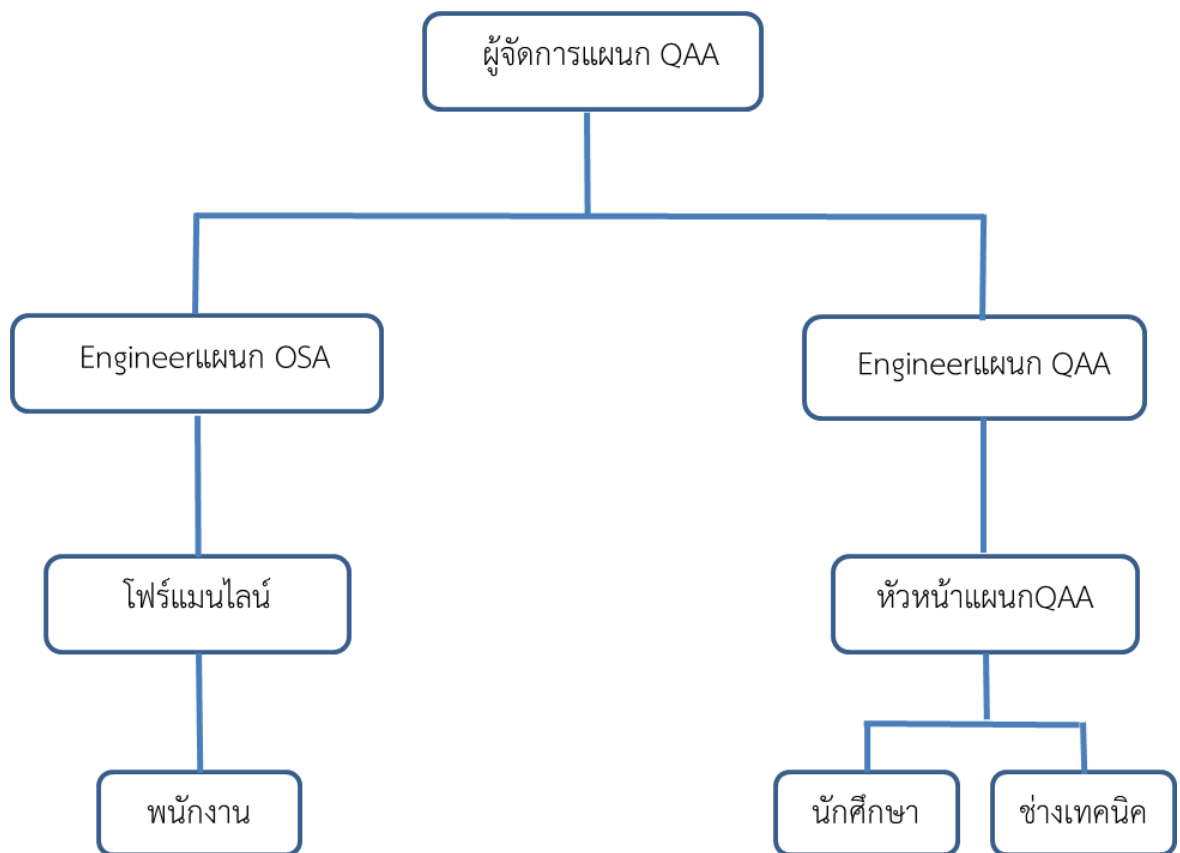 ผู้จัดการแผนก QAA
Engineerแผนก OSA
Engineerแผนก QAA
โฟร์แมนไลน์
หัวหน้าแผนกQAA
พนักงาน
นักศึกษา
ช่างเทคนิค